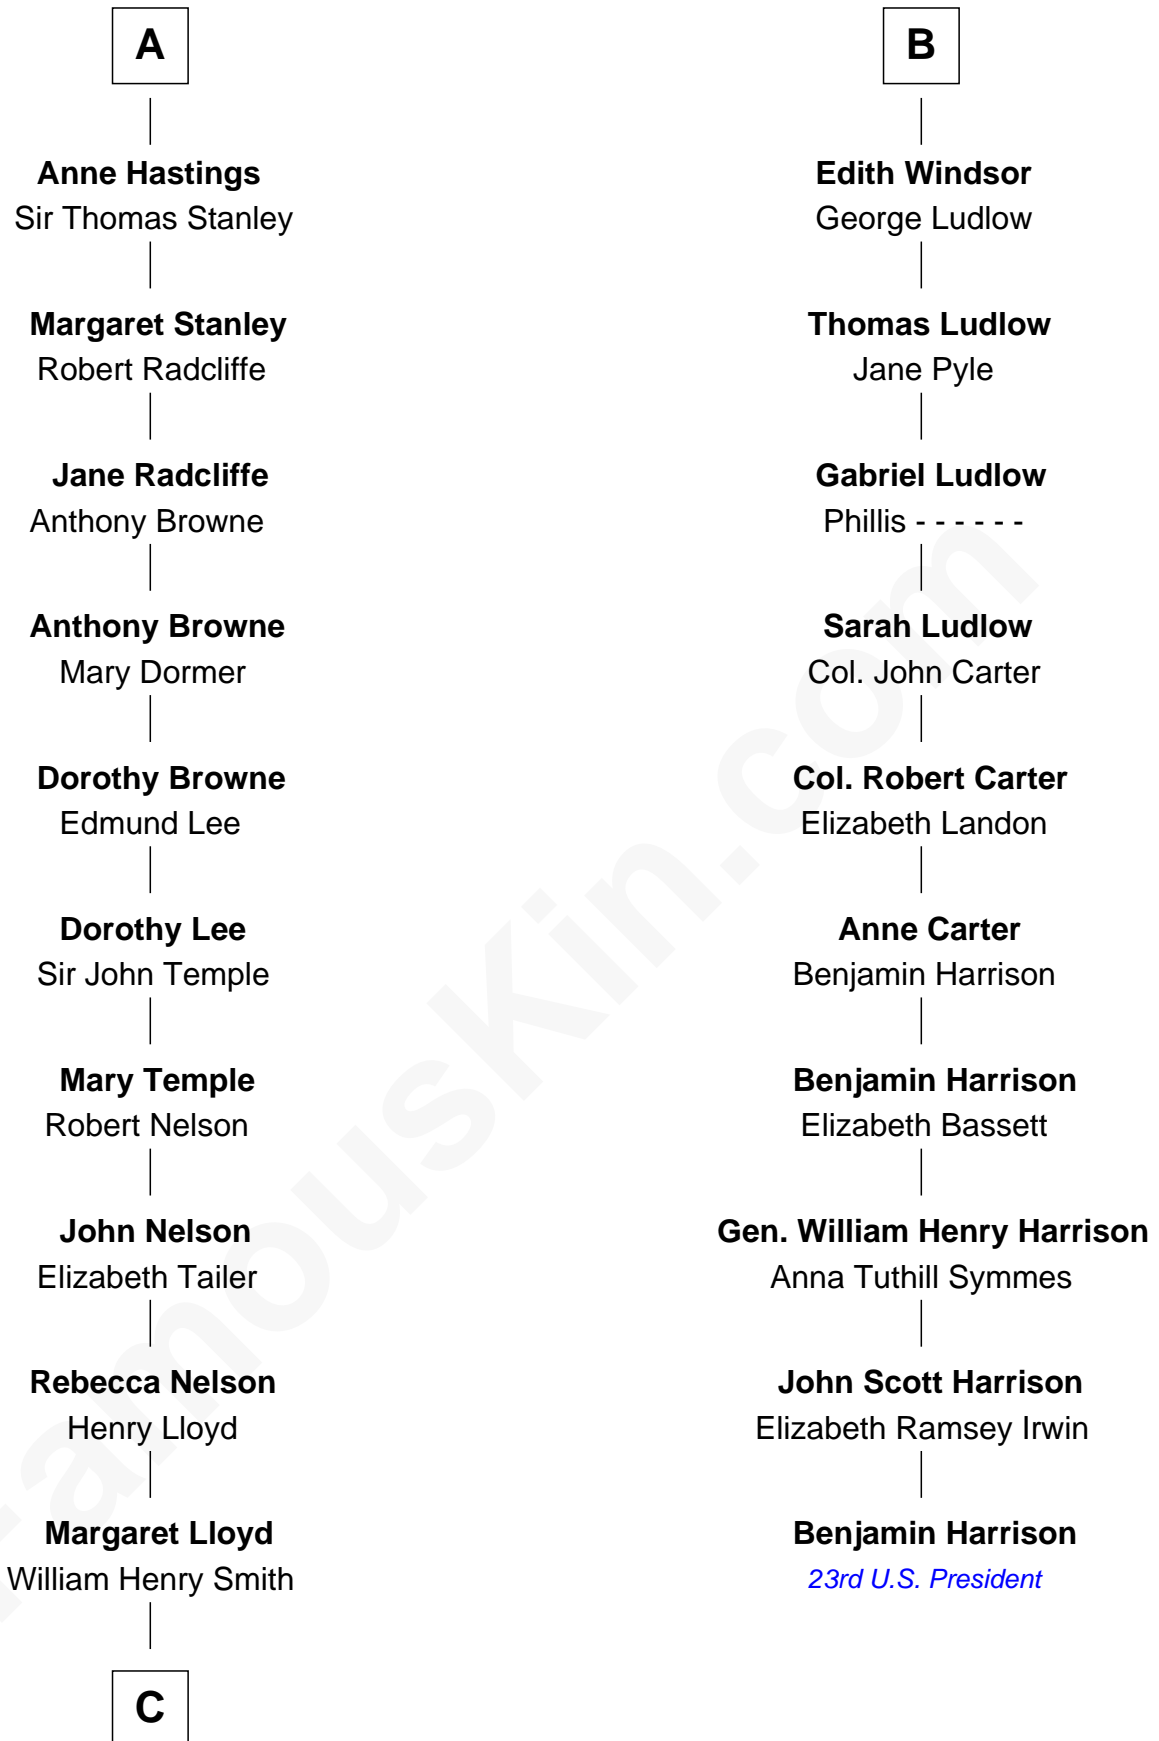 A
Anne Hastings
Sir Thomas Stanley
Margaret Stanley
Robert Radcliffe
Jane Radcliffe
Anthony Browne
Anthony Browne
Mary Dormer
Dorothy Browne
Edmund Lee
Dorothy Lee
Sir John Temple
Mary Temple
Robert Nelson
John Nelson
Elizabeth Tailer
Rebecca Nelson
Henry Lloyd
Margaret Lloyd
William Henry Smith
C
B
Edith Windsor
George Ludlow
Thomas Ludlow
Jane Pyle
Gabriel Ludlow
Phillis - - - - - -
Sarah Ludlow
Col. John Carter
Col. Robert Carter
Elizabeth Landon
Anne Carter
Benjamin Harrison
Benjamin Harrison
Elizabeth Bassett
Gen. William Henry Harrison
Anna Tuthill Symmes
John Scott Harrison
Elizabeth Ramsey Irwin
Benjamin Harrison
23rd U.S. President
FamousKin.com